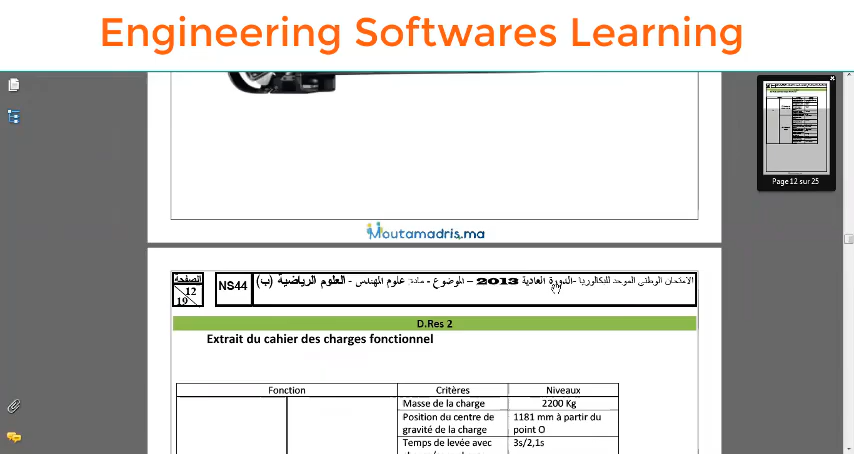 Engineering Softwares Learning
Page 12 sur 25
Moutamadris.ma
الصفحة
12
19
NS44
الامتحان الوطني الموحد للبكالوريا -الدورة العادية 2013 – الموضوع - مادة: علوم المهندس - العلوم الرياضية (ب)
D.Res 2
Extrait du cahier des charges fonctionnel
Fonction Critères Niveaux
Masse de la charge 2200 Kg
Position du centre de 1181 mm à partir du
gravité de la charge point O
Temps de levée avec 3s/2,1s